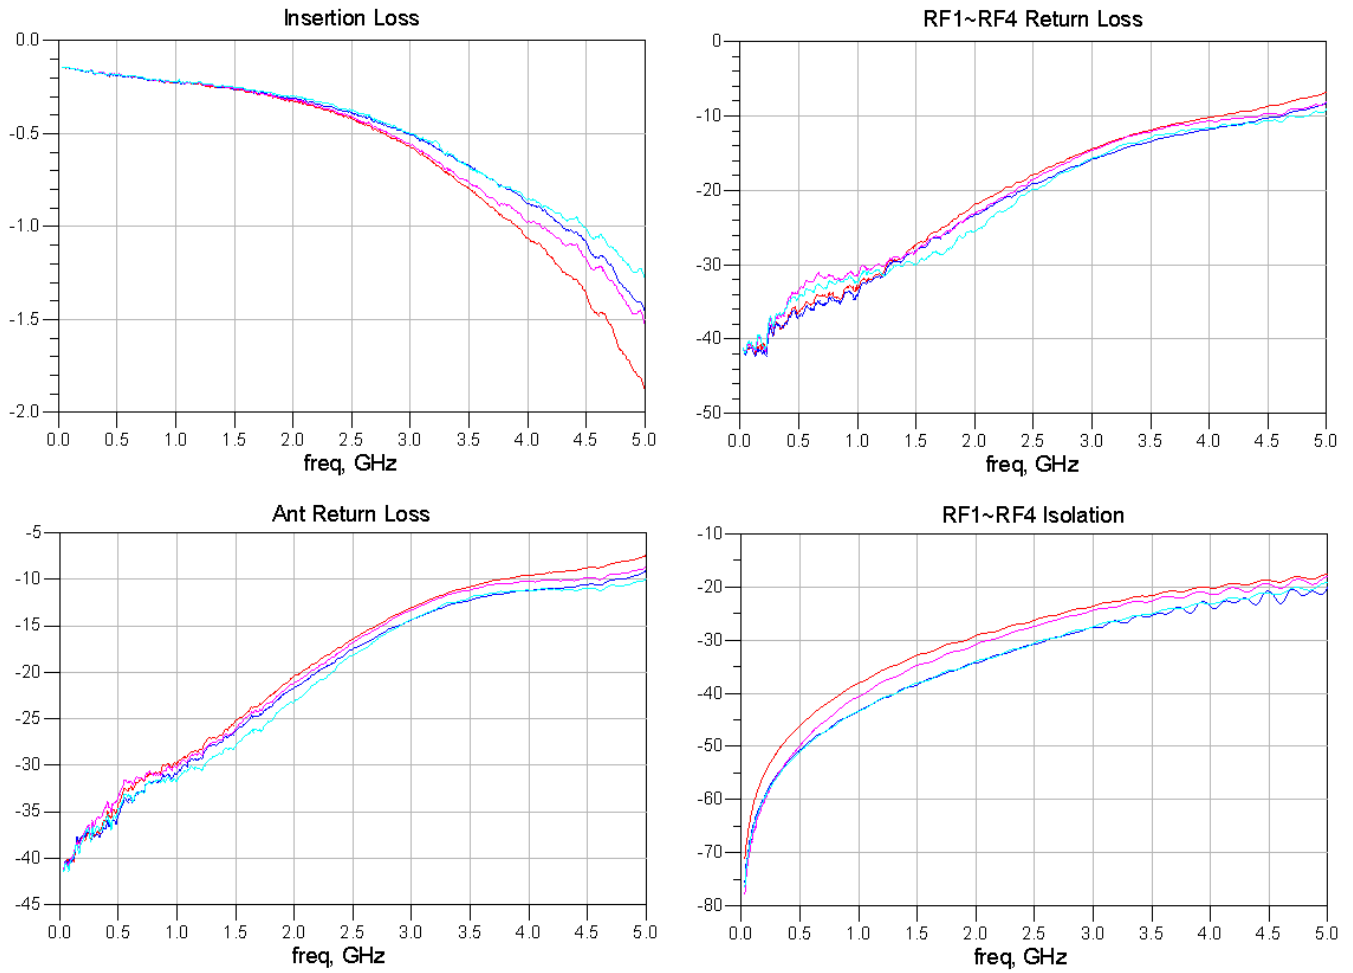 Insertion Loss
0.0
-0.5
-1.0
-1.5
-2.0
0.0 0.5 1.0 1.5 2.0 2.5 3.0 3.5 4.0 4.5 5.0
freq, GHz
RF1~RF4 Return Loss
0
-10
-20
-30
-40
-50
0.0 0.5 1.0 1.5 2.0 2.5 3.0 3.5 4.0 4.5 5.0
freq, GHz
Ant Return Loss
-5
-10
-15
-20
-25
-30
-35
-40
-45
0.0 0.5 1.0 1.5 2.0 2.5 3.0 3.5 4.0 4.5 5.0
freq, GHz
RF1~RF4 Isolation
-10
-20
-30
-40
-50
-60
-70
-80
0.0 0.5 1.0 1.5 2.0 2.5 3.0 3.5 4.0 4.5 5.0
freq, GHz